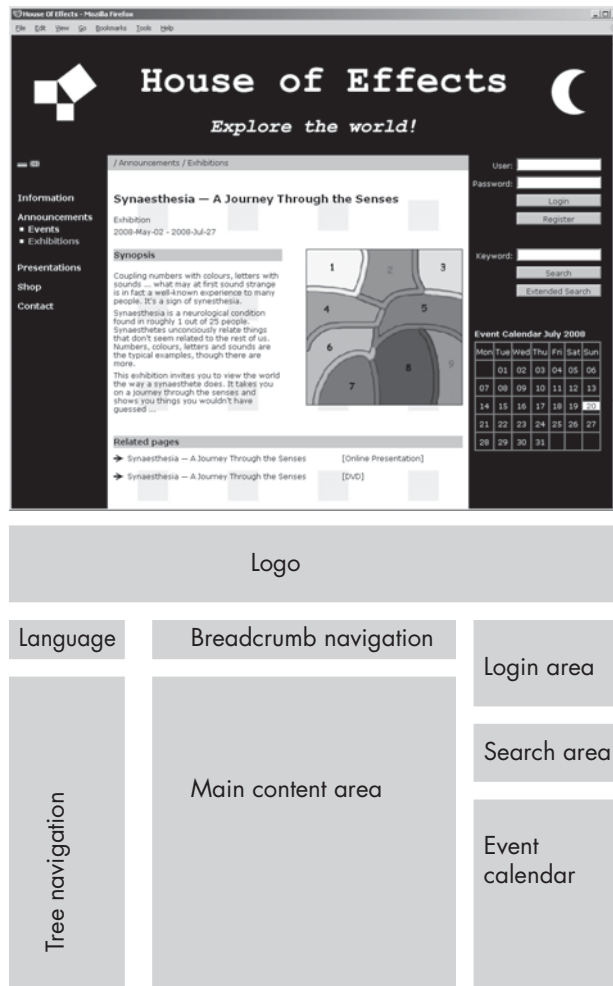 House Of Effects - Mozilla Firefox
File Edit View Go Bookmarks Tools Help
House of Effects
Explore the world!
/ Announcements / Exhibitions
Information
Announcements
Events
Exhibitions
Presentations
Shop
Contact
Synaesthesia — A Journey Through the Senses
Exhibition
2008-May-02 - 2008-Jul-27
Synopsis
Coupling numbers with colours, letters with
sounds ... what may at first sound strange
is in fact a well-known experience to many
people. It's a sign of synesthesia.
Synaesthesia is a neurological condition
found in roughly 1 out of 25 people.
Synaesthetes unconciously relate things
that don't seem related to the rest of us.
Numbers, colours, letters and sounds are
the typical examples, though there are
more.
This exhibition invites you to view the world
the way a synaesthete does. It takes you
on a journey through the senses and
shows you things you wouldn't have
guessed ...
1 2 3
4 5
6
7 8 9
Related pages
Synaesthesia — A Journey Through the Senses [Online Presentation]
Synaesthesia — A Journey Through the Senses [DVD]
User:
Password:
Login
Register
Keyword:
Search
Extended Search
Event Calendar July 2008
Mon Tue Wed Thu Fri Sat Sun
01 02 03 04 05 06
07 08 09 10 11 12 13
14 15 16 17 18 19 20
21 22 23 24 25 26 27
28 29 30 31
Logo
Language
Breadcrumb navigation
Login area
Search area
Main content area
Tree navigation
Event
calendar